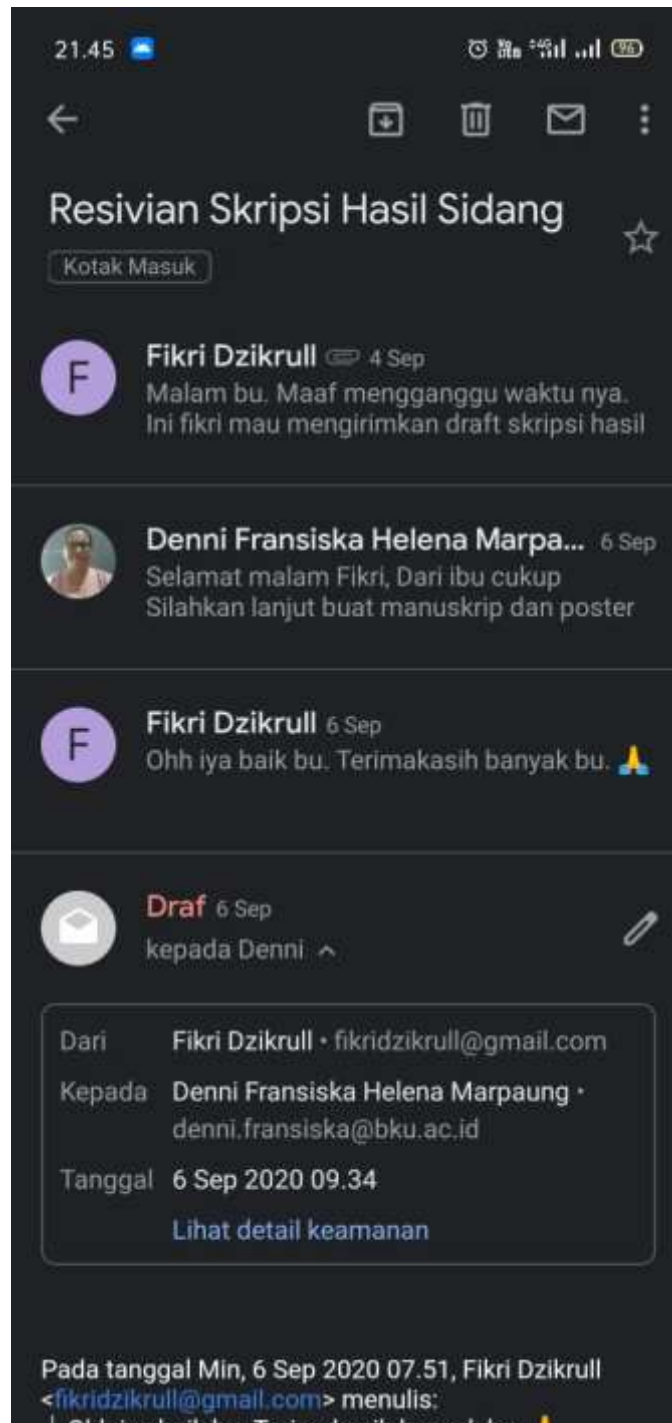 21.45
96
Resivian Skripsi Hasil Sidang
Kotak Masuk
F
Fikri Dzikrull 4 Sep
Malam bu. Maaf mengganggu waktu nya.
Ini fikri mau mengirimkan draft skripsi hasil
Denni Fransiska Helena Marpa... 6 Sep
Selamat malam Fikri, Dari ibu cukup
Silahkan lanjut buat manuskrip dan poster
F
Fikri Dzikrull 6 Sep
Ohh iya baik bu. Terimakasih banyak bu. 🙏
Draf 6 Sep
kepada Denni
Dari Fikri Dzikrull • fikridzikrull@gmail.com
Kepada Denni Fransiska Helena Marpaung •
denni.fransiska@bku.ac.id
Tanggal 6 Sep 2020 09.34
Lihat detail keamanan
Pada tanggal Min, 6 Sep 2020 07.51, Fikri Dzikrull
<fikridzikrull@gmail.com> menulis: